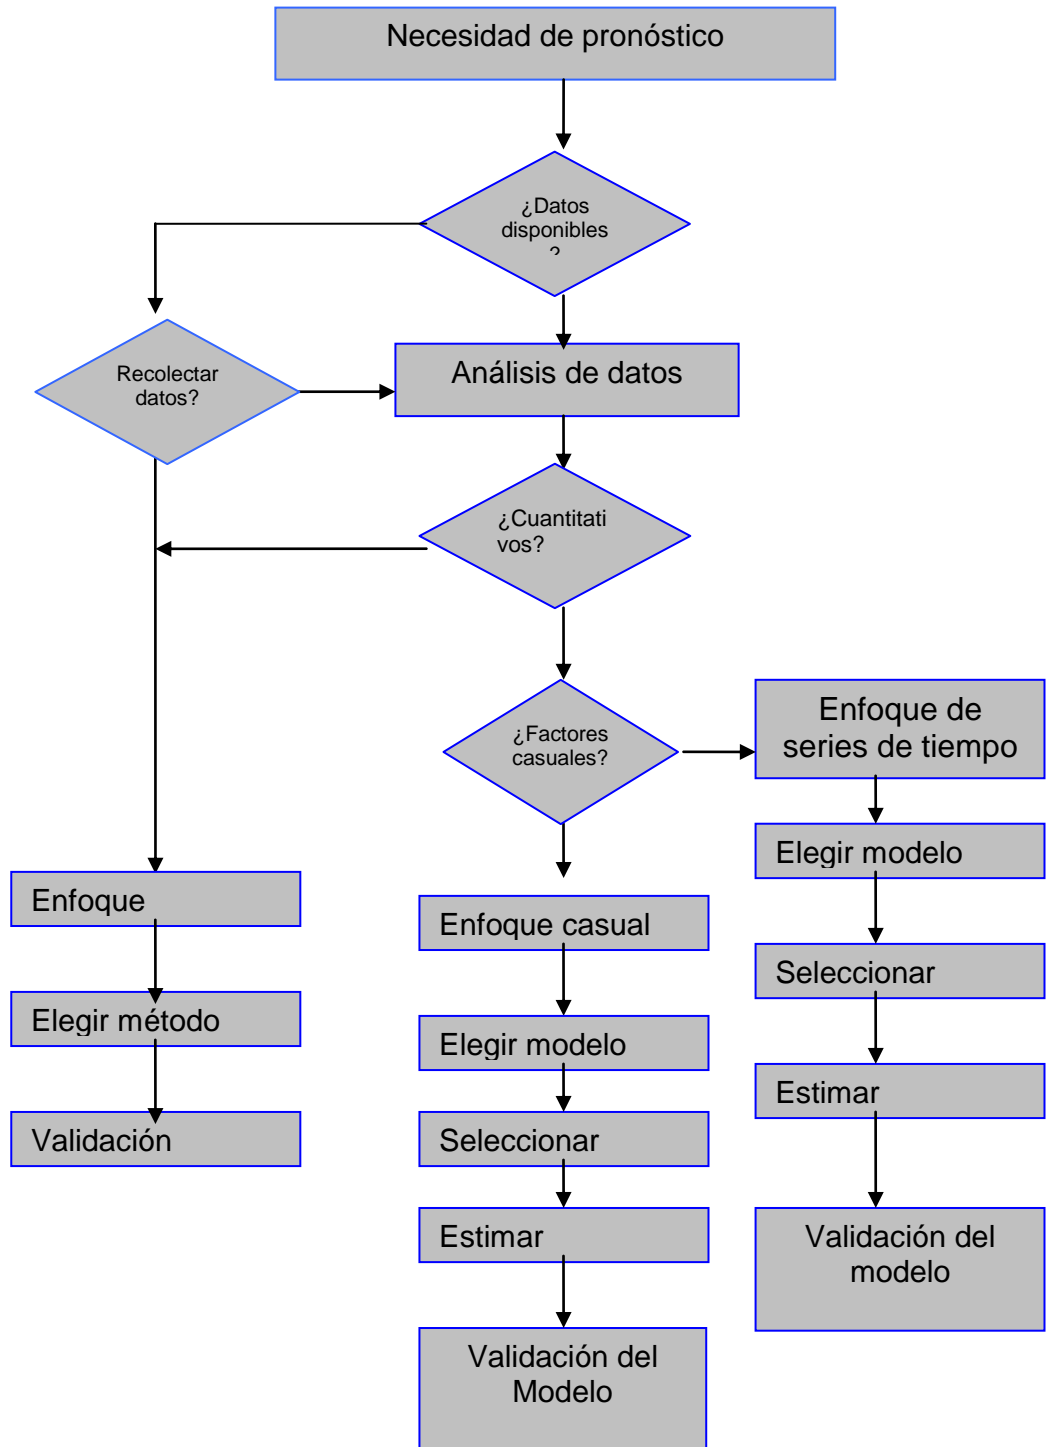 Necesidad de pronóstico
¿Datos
disponibles
?
Recolectar
datos?
Análisis de datos
¿Cuantitati
vos?
¿Factores
casuales?
Enfoque de
series de tiempo
Elegir modelo
Enfoque
Enfoque casual
Seleccionar
Elegir método
Elegir modelo
Estimar
Validación
Seleccionar
Estimar
Validación del
modelo
Validación del
Modelo